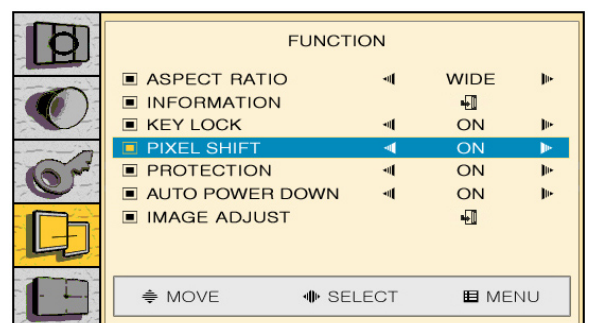 FUNCTION
ASPECT RATIO WIDE
INFORMATION
KEY LOCK ON
PIXEL SHIFT ON
PROTECTION ON
AUTO POWER DOWN ON
IMAGE ADJUST
MOVE SELECT MENU